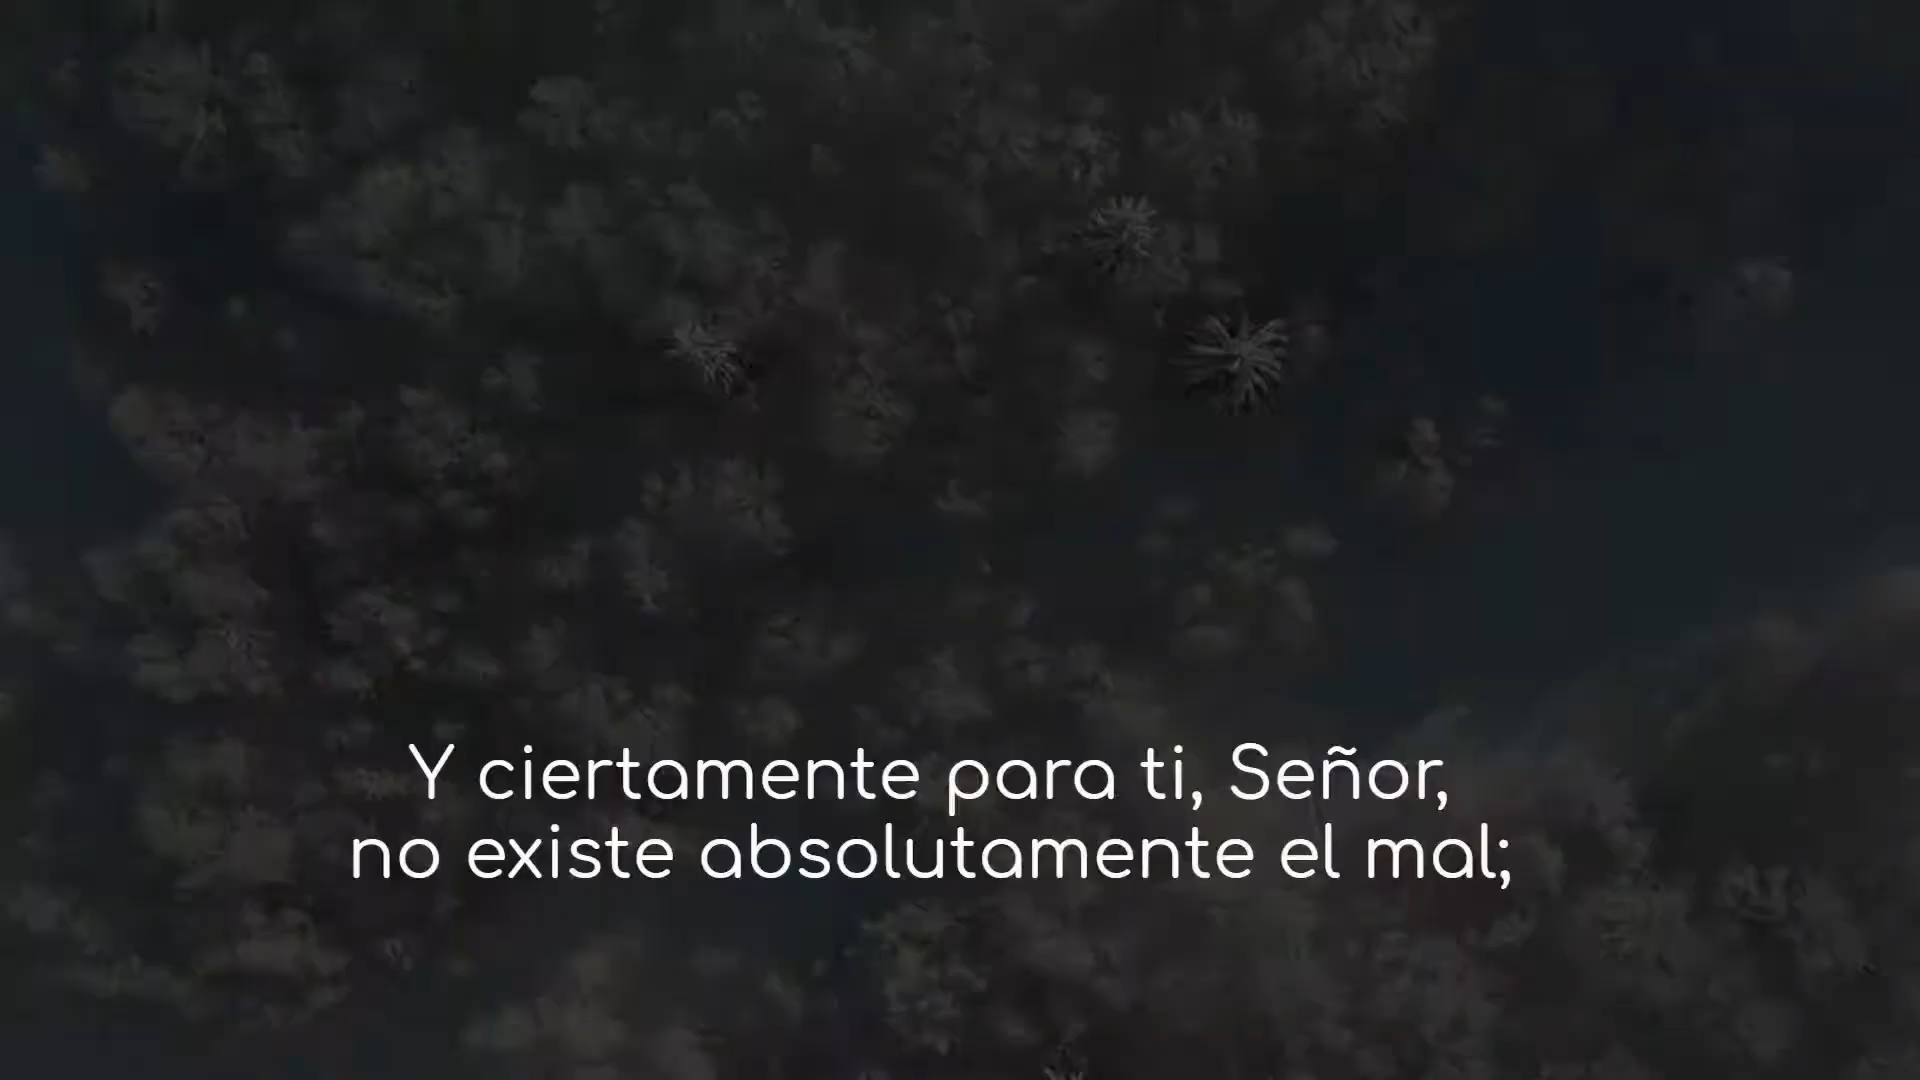 Y ciertamente para ti, Señor,
no existe absolutamente el mal;